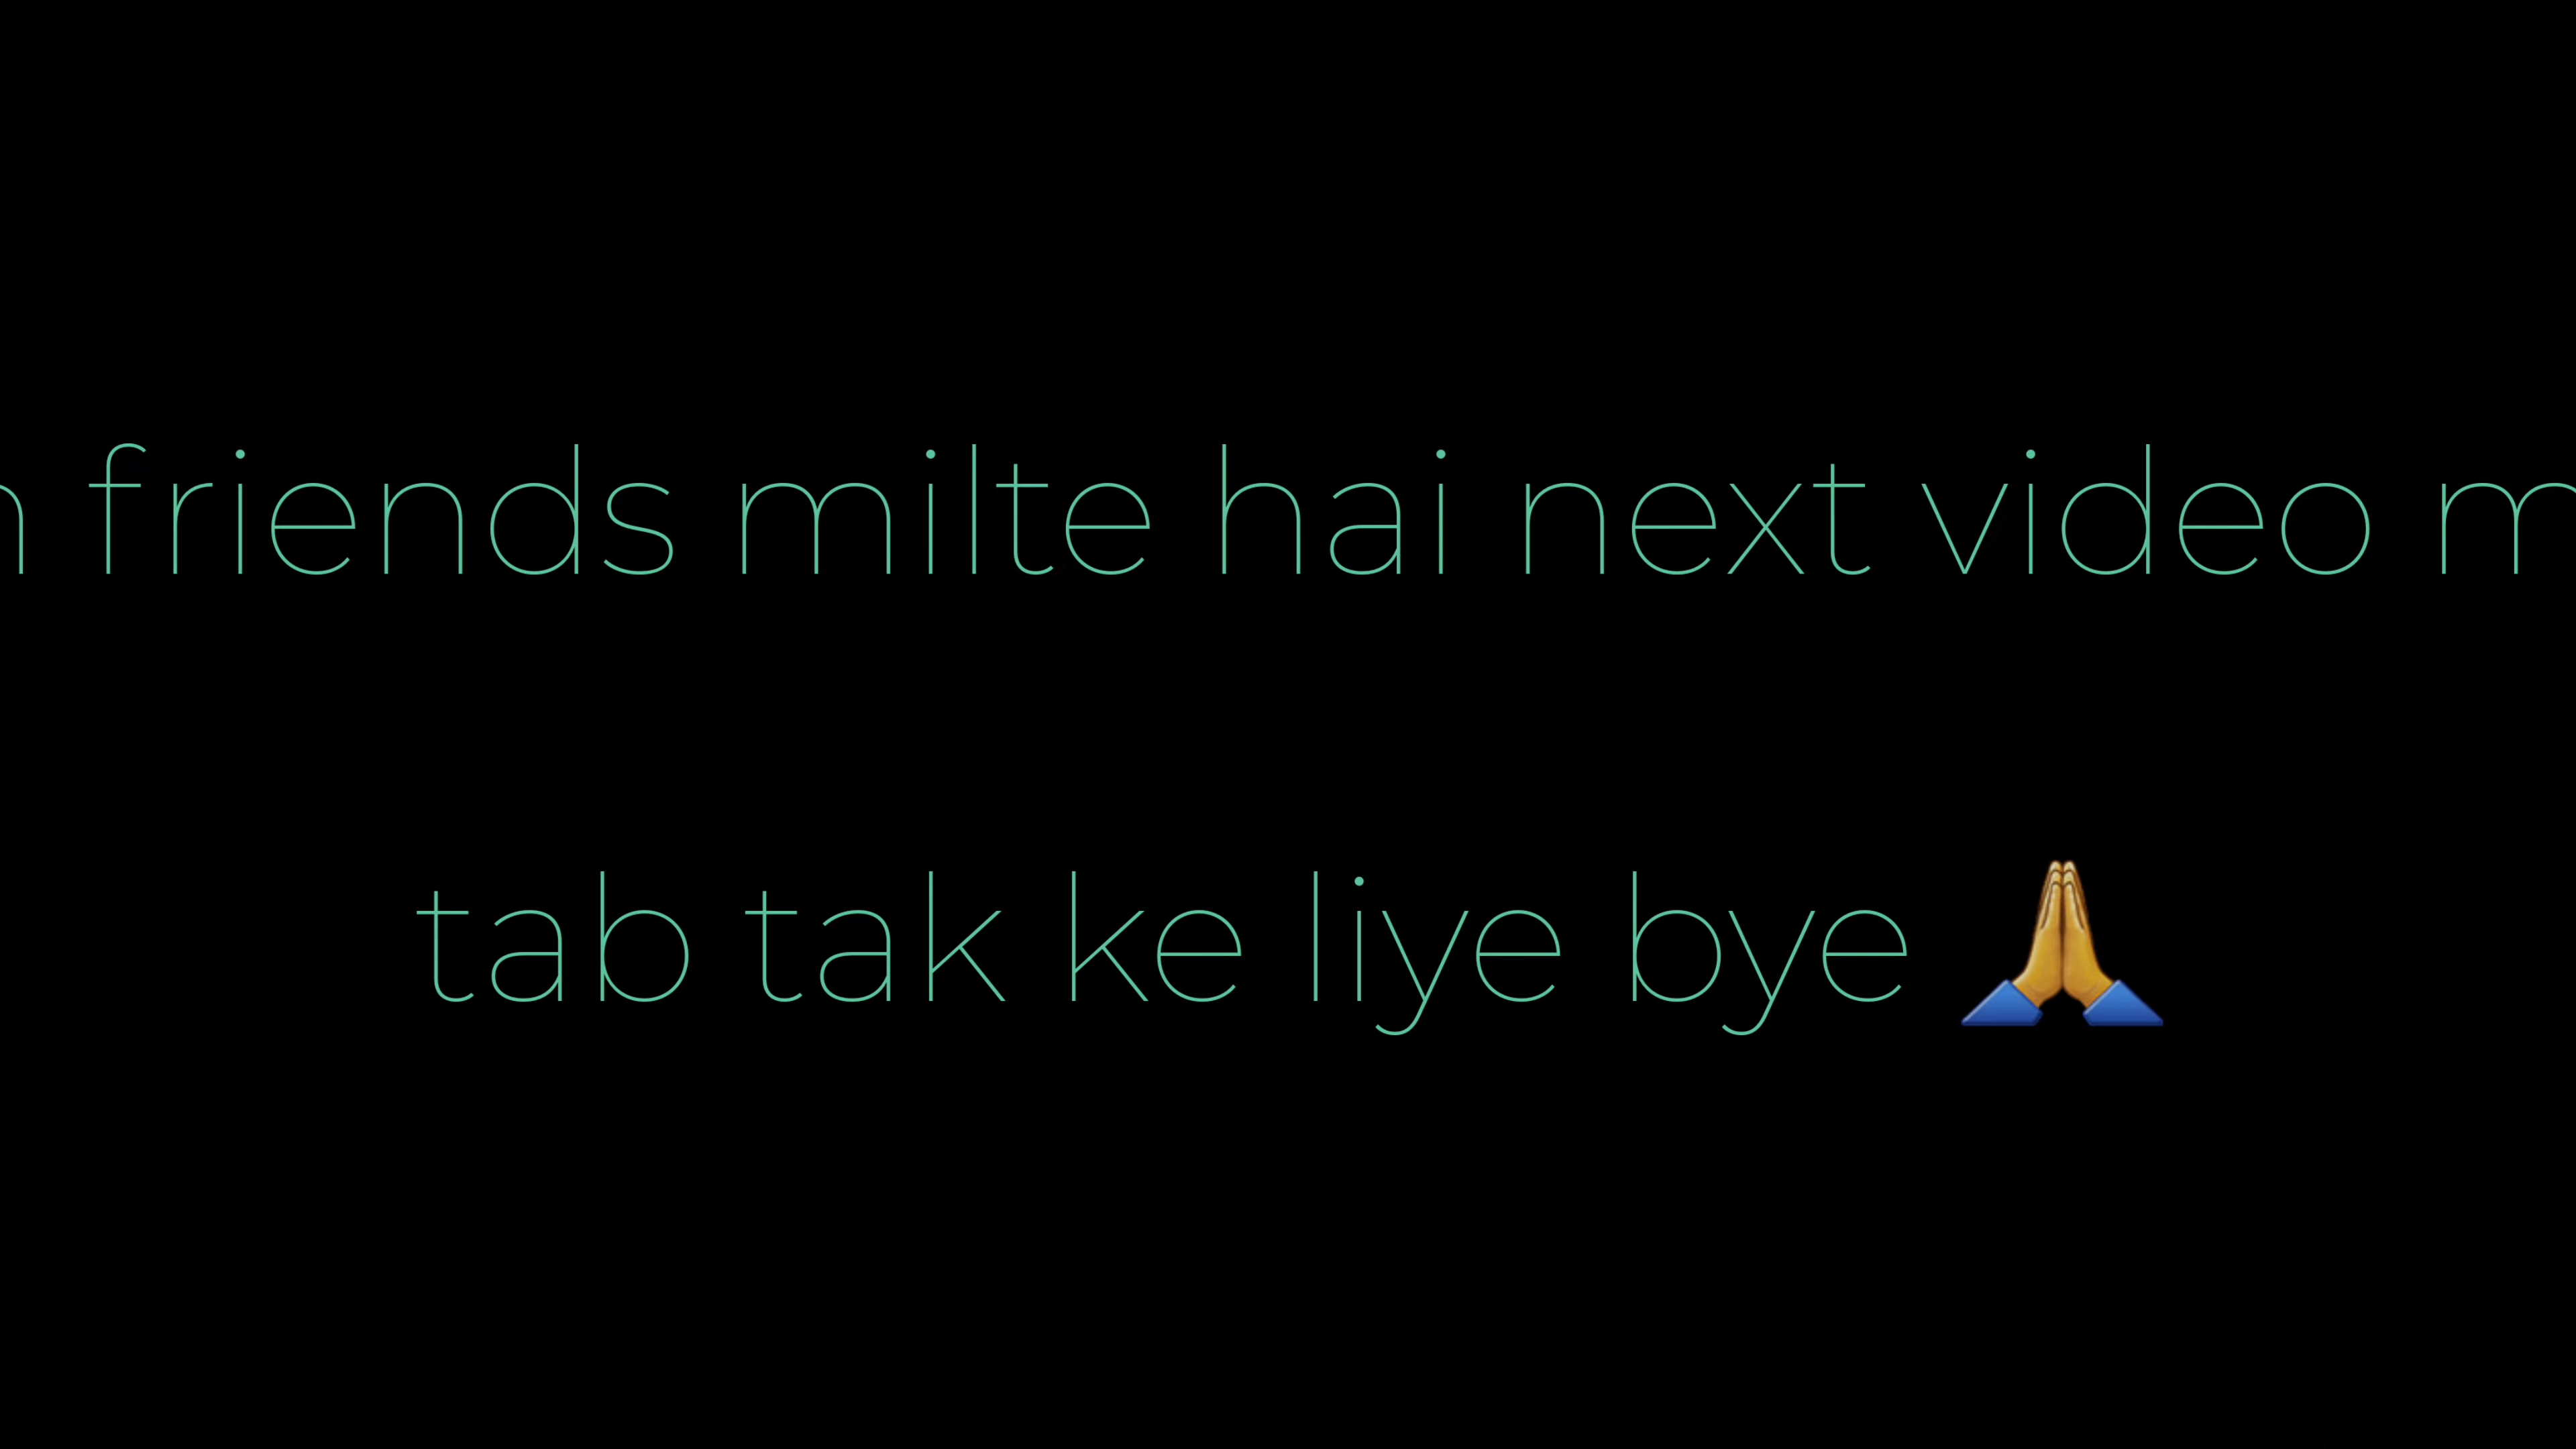 friends milte hai next video
tab tak ke liye bye 🙏